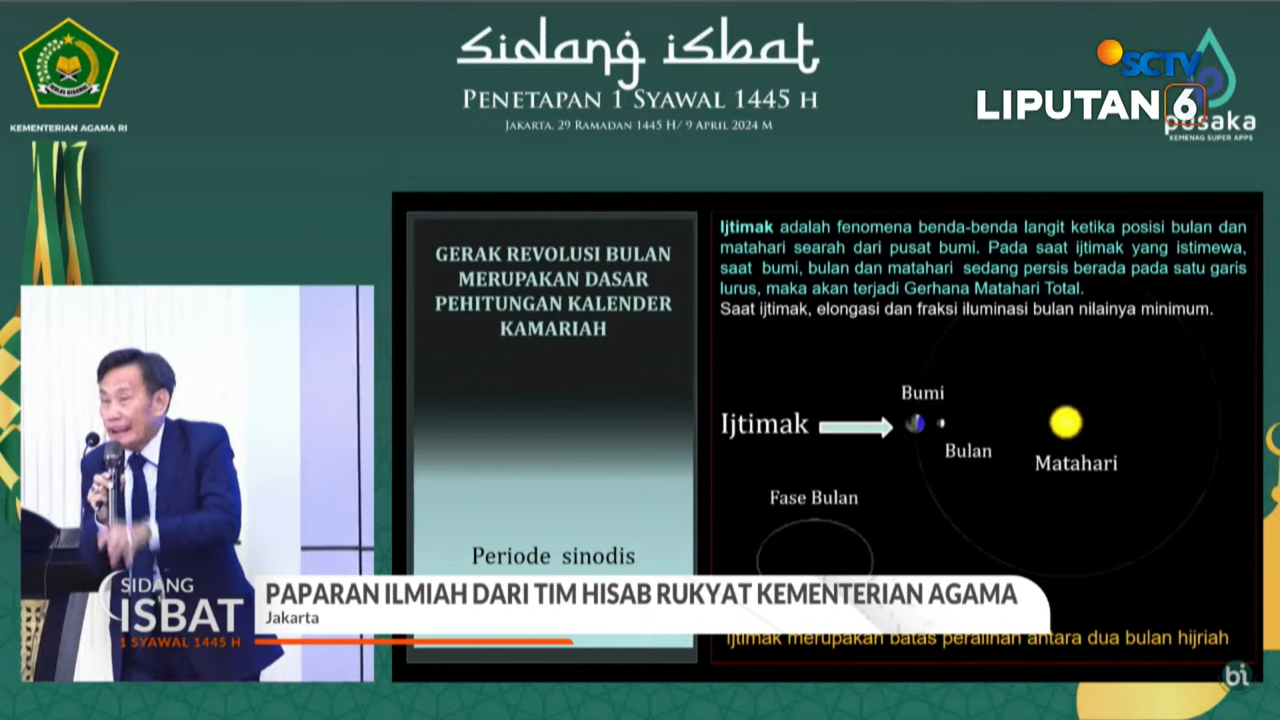 KEMENTERIAN AGAMA RI
sidang isbat
PENETAPAN 1 SYAWAL 1445 H
JAKARTA, 29 RAMADAN 1445 H/ 9 APRIL 2024 M
SCTV
LIPUTAN 6
pusaka
KEMENAG SUPER APPS
GERAK REVOLUSI BULAN
MERUPAKAN DASAR
PEHITUNGAN KALENDER
KAMARIAH
Periode sinodis
Ijtimak adalah fenomena benda-benda langit ketika posisi bulan dan
matahari searah dari pusat bumi. Pada saat ijtimak yang istimewa,
saat bumi, bulan dan matahari sedang persis berada pada satu garis
lurus, maka akan terjadi Gerhana Matahari Total.
Saat ijtimak, elongasi dan fraksi iluminasi bulan nilainya minimum.
Bumi
Ijtimak
Bulan
Matahari
Fase Bulan
Ijtimak merupakan batas peralihan antara dua bulan hijriah
SIDANG
ISBAT
1 SYAWAL 1445 H
PAPARAN ILMIAH DARI TIM HISAB RUKYAT KEMENTERIAN AGAMA
Jakarta
bi